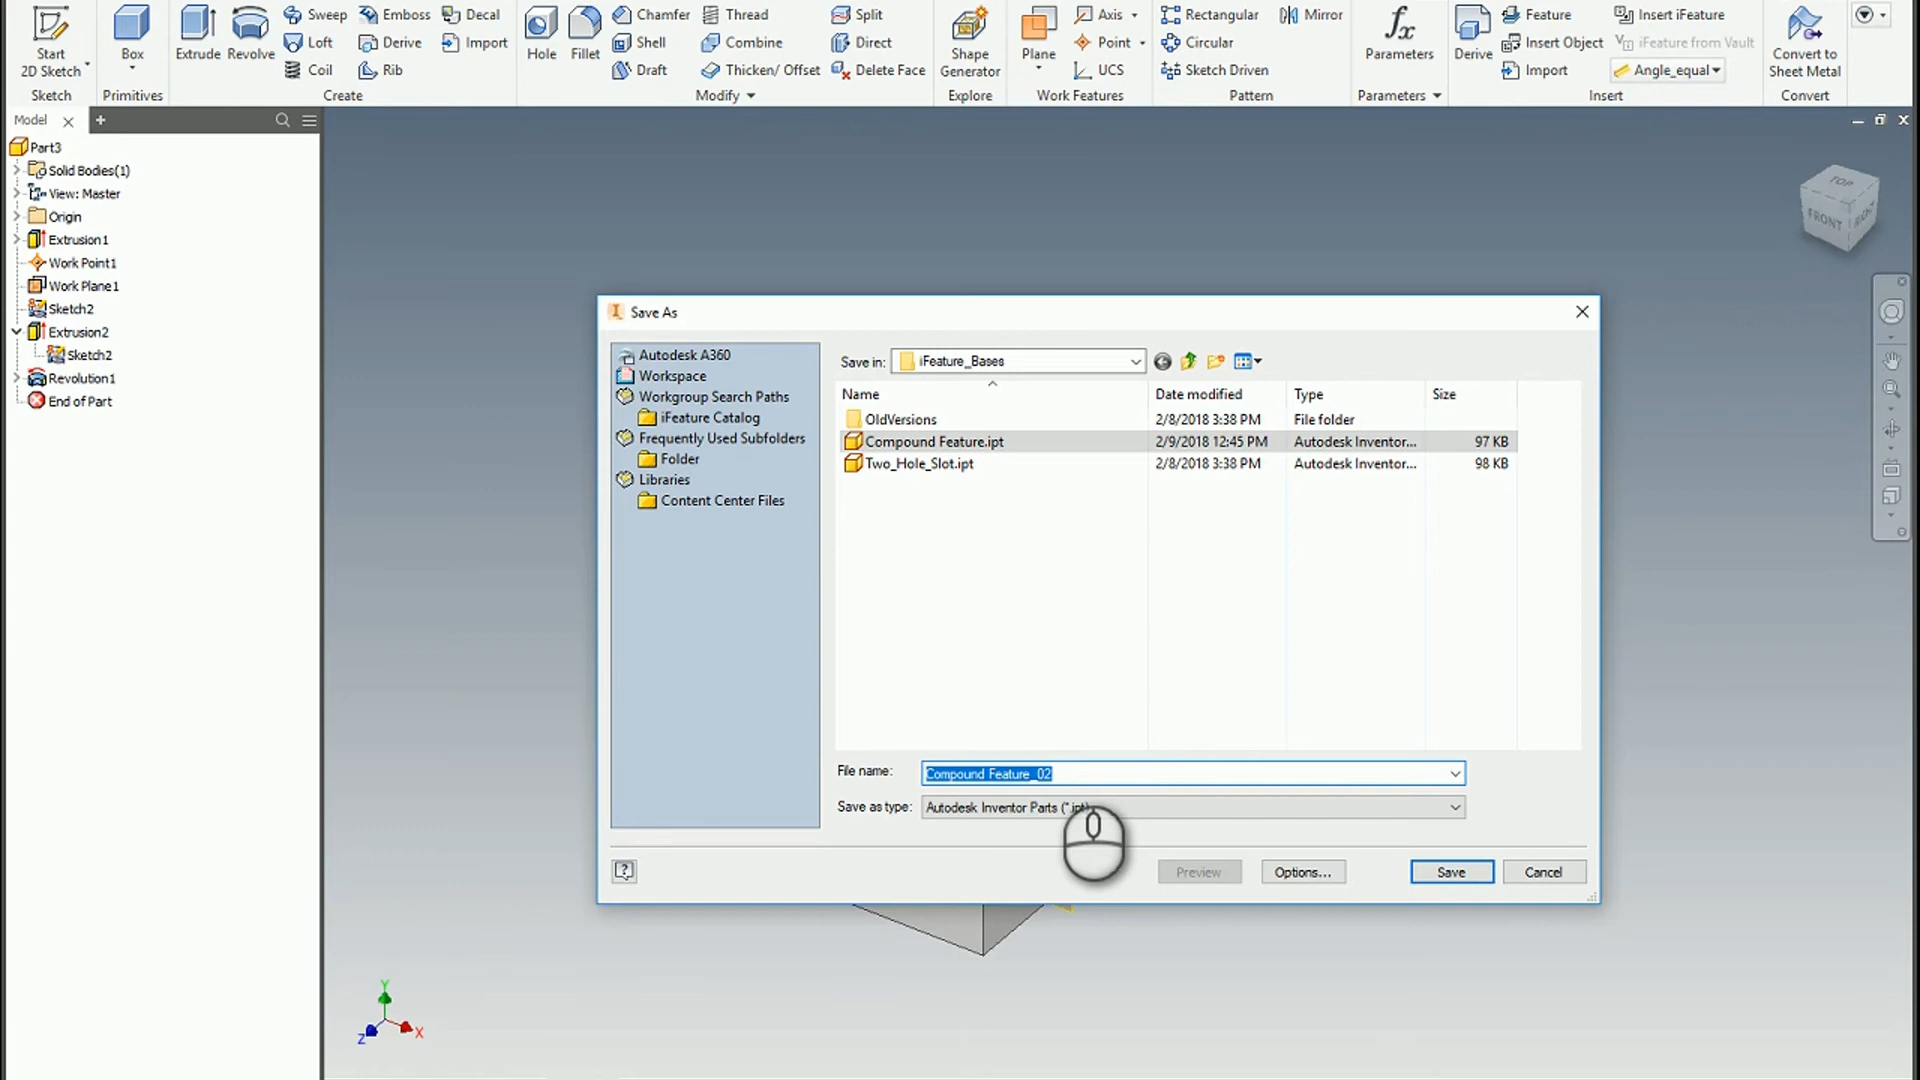 Start
2D Sketch
Sketch
Box
Primitives
Extrude
Revolve
Sweep
Loft
Coil
Emboss
Derive
Rib
Decal
Import
Create
Hole
Fillet
Chamfer
Shell
Draft
Thread
Combine
Thicken/ Offset
Split
Direct
Delete Face
Modify
Shape
Generator
Explore
Plane
Axis
Point
UCS
Work Features
Rectangular
Circular
Sketch Driven
Mirror
Pattern
fx
Parameters
Parameters
Derive
Feature
Insert Object
Import
Insert iFeature
iFeature from Vault
Angle_equal
Insert
Convert to
Sheet Metal
Convert
Model
Part3
Solid Bodies(1)
View: Master
Origin
Extrusion1
Work Point1
Work Plane1
Sketch2
Extrusion2
Sketch2
Revolution1
End of Part
TOP
FRONT
RIGHT
Save As
Autodesk A360
Workspace
Workgroup Search Paths
iFeature Catalog
Frequently Used Subfolders
Folder
Libraries
Content Center Files
Save in: iFeature_Bases
Name Date modified Type Size
OldVersions 2/8/2018 3:38 PM File folder
Compound Feature.ipt 2/9/2018 12:45 PM Autodesk Inventor... 97 KB
Two_Hole_Slot.ipt 2/8/2018 3:38 PM Autodesk Inventor... 98 KB
File name: Compound Feature_02
Save as type: Autodesk Inventor Parts (*.ipt)
Preview Options... Save Cancel
Y
Z
X